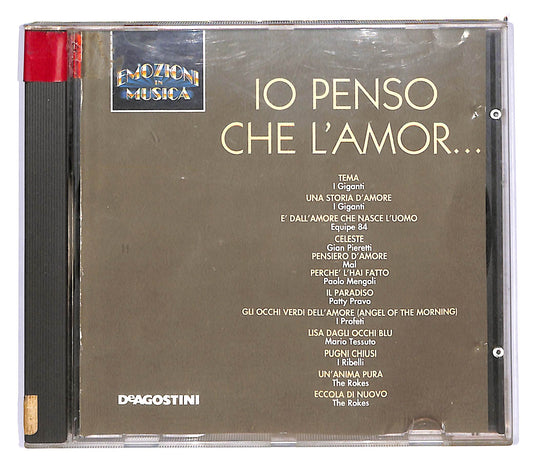 EMOZIONI
IN
MUSICA
IO PENSO
CHE L'AMOR...
TEMA
I Giganti
UNA STORIA D'AMORE
I Giganti
E' DALL'AMORE CHE NASCE L'UOMO
Equipe 84
CELESTE
Gian Pieretti
PENSIERO D'AMORE
Mal
PERCHE' L'HAI FATTO
Paolo Mengoli
IL PARADISO
Patty Pravo
GLI OCCHI VERDI DELL'AMORE (ANGEL OF THE MORNING)
I Profeti
LISA DAGLI OCCHI BLU
Mario Tessuto
PUGNI CHIUSI
I Ribelli
UN'ANIMA PURA
The Rokes
ECCOLA DI NUOVO
The Rokes
DeAGOSTINI